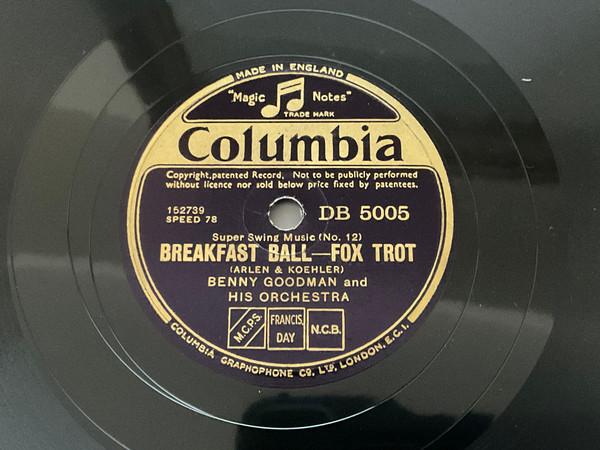 MADE IN ENGLAND
"Magic Notes"
TRADE MARK
Columbia
Copyright,patented Record, Not to be publicly performed
without licence nor sold below price fixed by patentees.
152739
SPEED 78
DB 5005
Super Swing Music (No. 12)
BREAKFAST BALL—FOX TROT
(ARLEN & KOEHLER)
BENNY GOODMAN and
HIS ORCHESTRA
M.C.P.S.
FRANCIS,
DAY
N.C.B.
COLUMBIA GRAPHOPHONE CO. LTD, LONDON, E.C.1.